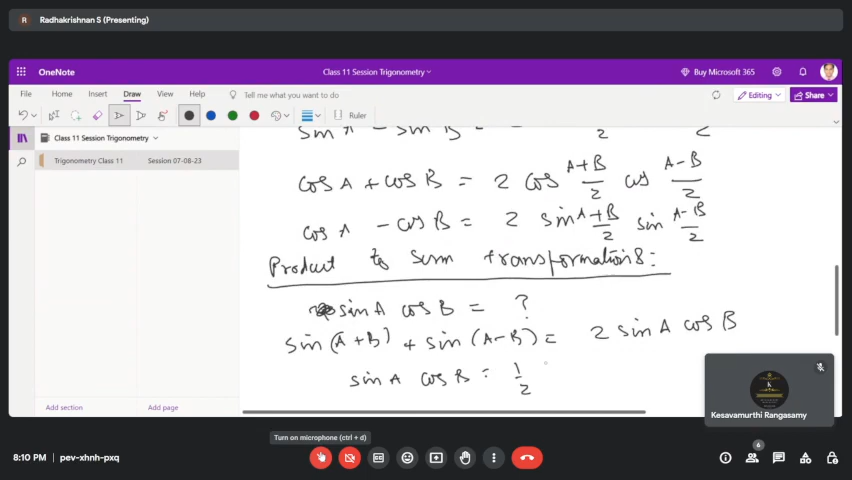 R Radhakrishnan S (Presenting)
OneNote
Class 11 Session Trigonometry
Buy Microsoft 365
File Home Insert Draw View Help Tell me what you want to do
Editing Share
Ruler
Class 11 Session Trigonometry
Trigonometry Class 11 Session 07-08-23
2 2
cos A + cos B = 2 cos A+B/2 cos A-B/2
cos A - cos B = 2 sin A+B/2 sin A-B/2
Product to sum transformations:
sin A cos B = ?
sin (A+B) + sin (A-B) = 2 sin A cos B
sin A cos B = 1/2
K
Kesavamurthi Rangasamy
Add section Add page
Turn on microphone (ctrl + d)
8:10 PM pev-xhnh-pxq
6